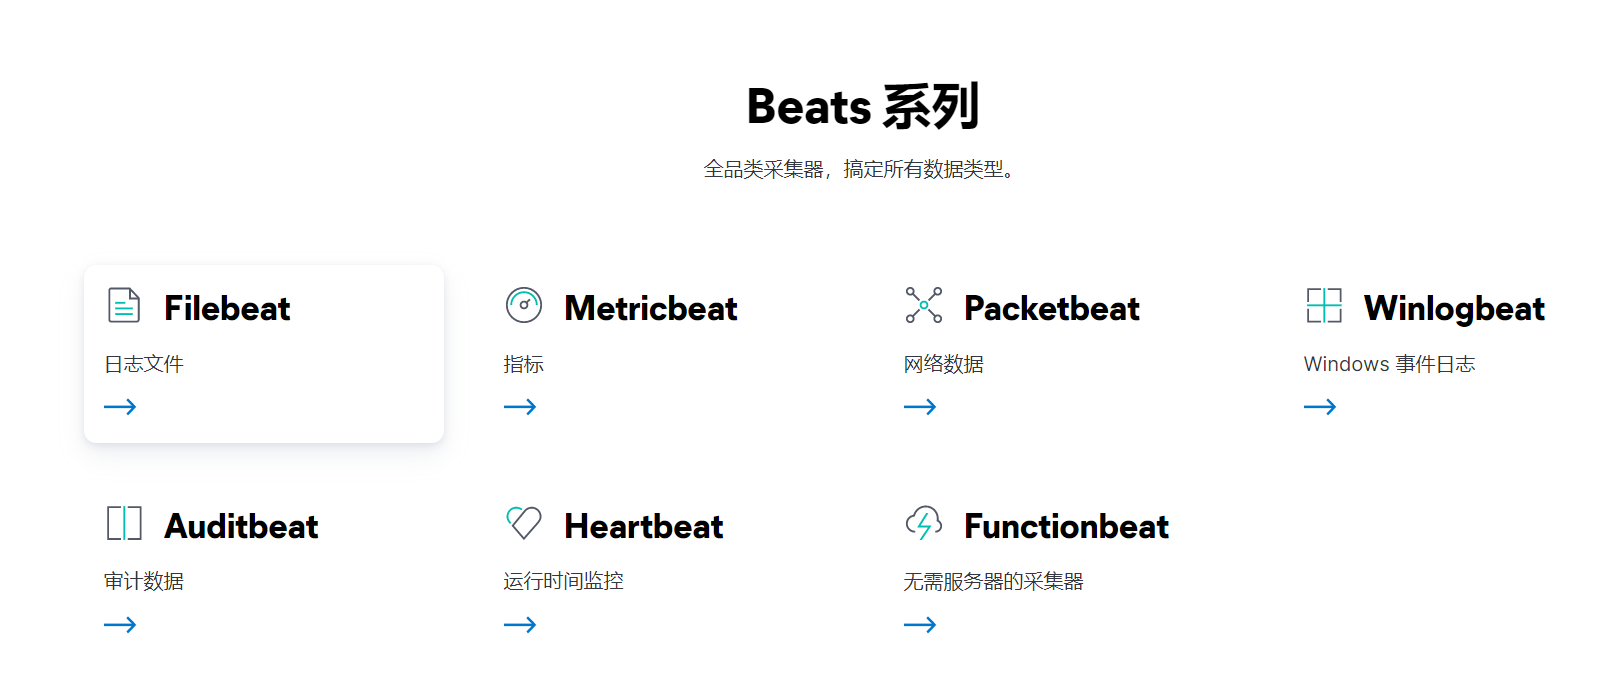 Beats 系列
全品类采集器，搞定所有数据类型。
Filebeat
日志文件
Metricbeat
指标
Packetbeat
网络数据
Winlogbeat
Windows 事件日志
Auditbeat
审计数据
Heartbeat
运行时间监控
Functionbeat
无需服务器的采集器